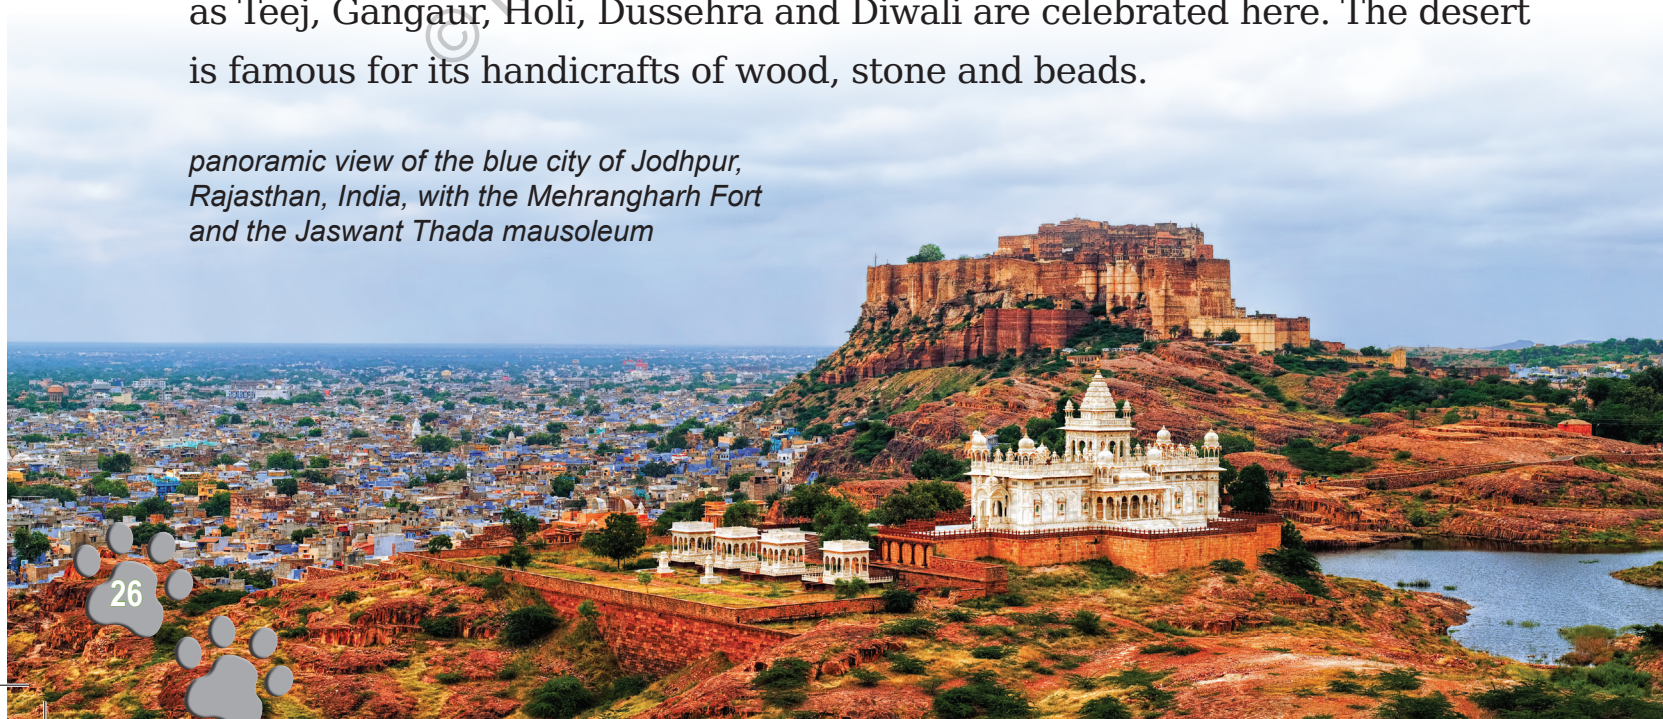 as Teej, Gangaur, Holi, Dussehra and Diwali are celebrated here. The desert
is famous for its handicrafts of wood, stone and beads.
panoramic view of the blue city of Jodhpur,
Rajasthan, India, with the Mehrangharh Fort
and the Jaswant Thada mausoleum
26